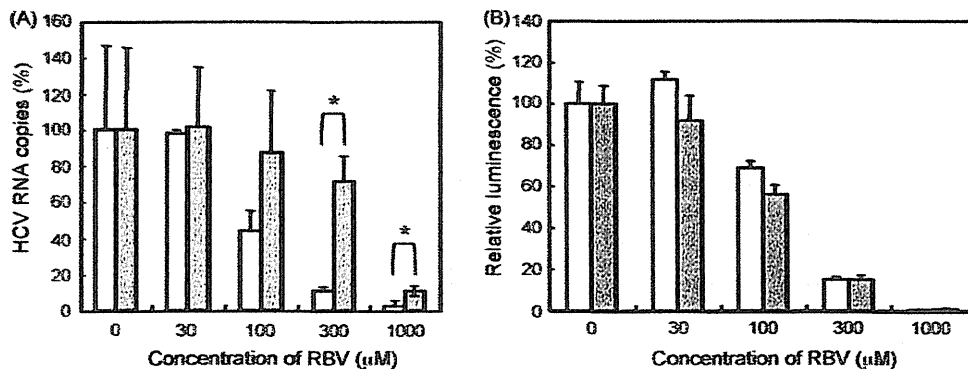 (A)
HCV RNA copies (%)
160
140
120
100
80
60
40
20
0
*
*
0 30 100 300 1000
Concentration of RBV (μM)
(B)
Relative luminescence (%)
140
120
100
80
60
40
20
0
0 30 100 300 1000
Concentration of RBV (μM)